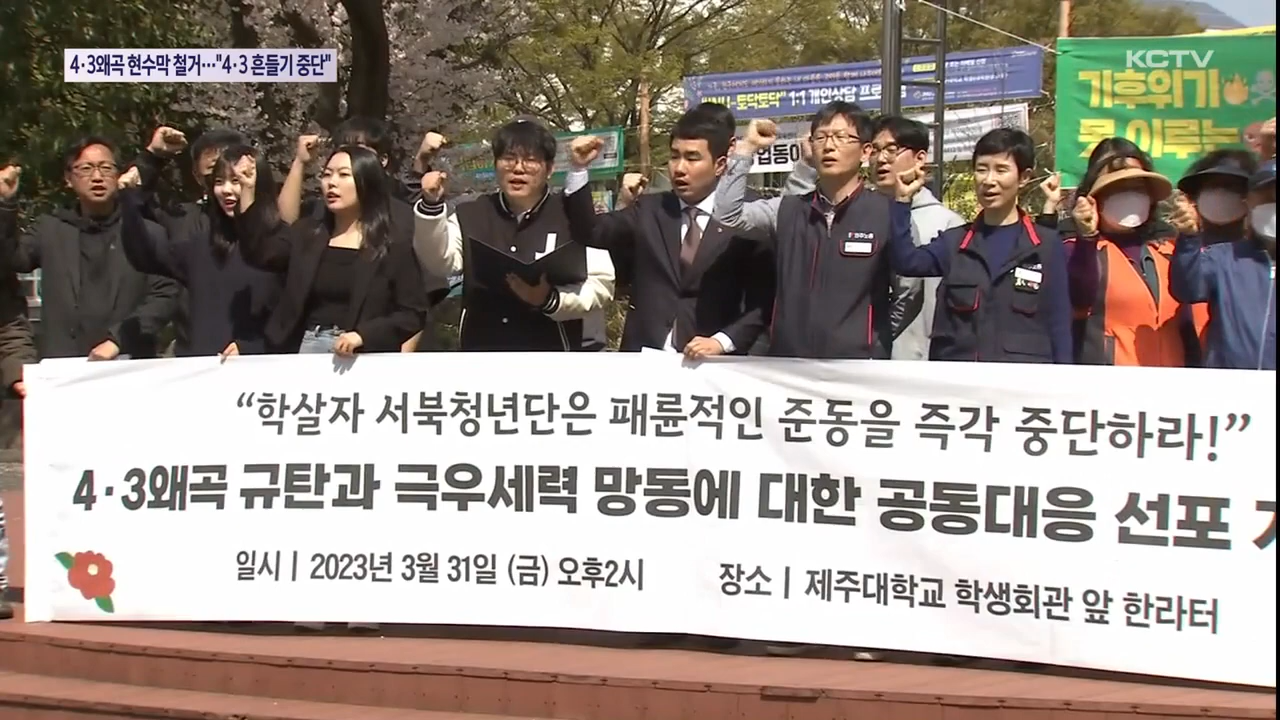 4·3왜곡 현수막 철거…"4·3 흔들기 중단"
KCTV
토닥토닥" 1:1 개인상담 프로
기후위기
못 이루는
“학살자 서북청년단은 패륜적인 준동을 즉각 중단하라!”
4·3왜곡 규탄과 극우세력 망동에 대한 공동대응 선포
일시 | 2023년 3월 31일 (금) 오후2시
장소 | 제주대학교 학생회관 앞 한라터